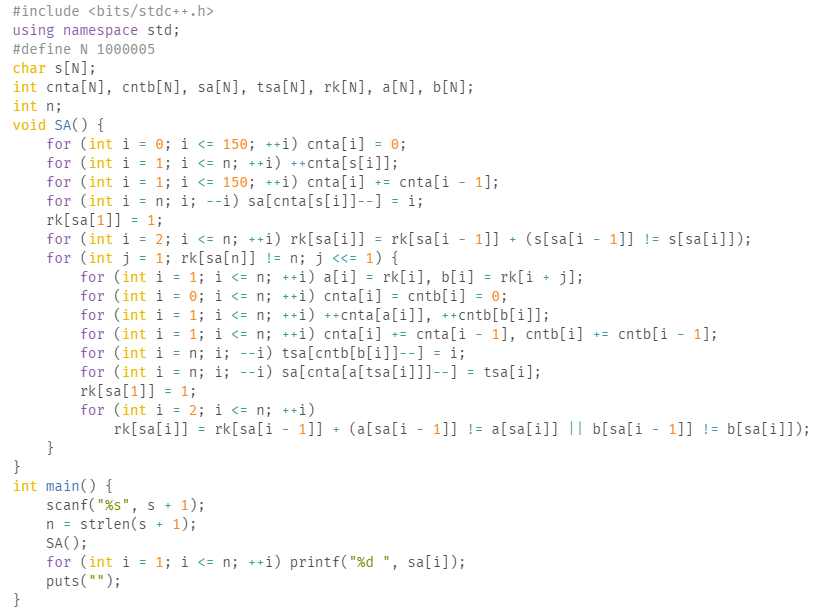 #include <bits/stdc++.h>
using namespace std;
#define N 1000005
char s[N];
int cnta[N], cntb[N], sa[N], tsa[N], rk[N], a[N], b[N];
int n;
void SA() {
    for (int i = 0; i <= 150; ++i) cnta[i] = 0;
    for (int i = 1; i <= n; ++i) ++cnta[s[i]];
    for (int i = 1; i <= 150; ++i) cnta[i] += cnta[i - 1];
    for (int i = n; i; --i) sa[cnta[s[i]]--] = i;
    rk[sa[1]] = 1;
    for (int i = 2; i <= n; ++i) rk[sa[i]] = rk[sa[i - 1]] + (s[sa[i - 1]] != s[sa[i]]);
    for (int j = 1; rk[sa[n]] != n; j <<= 1) {
        for (int i = 1; i <= n; ++i) a[i] = rk[i], b[i] = rk[i + j];
        for (int i = 0; i <= n; ++i) cnta[i] = cntb[i] = 0;
        for (int i = 1; i <= n; ++i) ++cnta[a[i]], ++cntb[b[i]];
        for (int i = 1; i <= n; ++i) cnta[i] += cnta[i - 1], cntb[i] += cntb[i - 1];
        for (int i = n; i; --i) tsa[cntb[b[i]]--] = i;
        for (int i = n; i; --i) sa[cnta[a[tsa[i]]]--] = tsa[i];
        rk[sa[1]] = 1;
        for (int i = 2; i <= n; ++i)
            rk[sa[i]] = rk[sa[i - 1]] + (a[sa[i - 1]] != a[sa[i]] || b[sa[i - 1]] != b[sa[i]]);
    }
}
int main() {
    scanf("%s", s + 1);
    n = strlen(s + 1);
    SA();
    for (int i = 1; i <= n; ++i) printf("%d ", sa[i]);
    puts("");
}